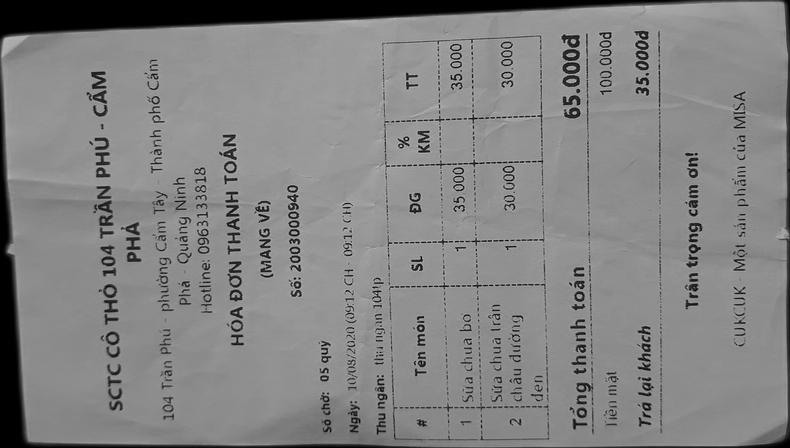 SCTC CÔ THỎ 104 TRẦN PHÚ - CẨM
PHẢ
104 Trần Phú - phường Cẩm Tây - Thành phố Cẩm
Phả - Quảng Ninh
Hotline: 0963133818
HÓA ĐƠN THANH TOÁN
(MANG VỀ)
Số: 2003000940
Số chờ: 05 quý
Ngày: 10/08/2020 (09:12 CH - 09:12 CH)
Thu ngân: thu ngan 104tp
# Tên món SL ĐG % KM TT
1 Sữa chua bo 1 35.000 35.000
2 Sữa chua trân 1 30.000 30.000
châu đường
đen
Tổng thanh toán 65.000đ
Tiền mặt 100.000đ
Trả lại khách 35.000đ
Trân trọng cảm ơn!
CUKCUK - Một sản phẩm của MISA